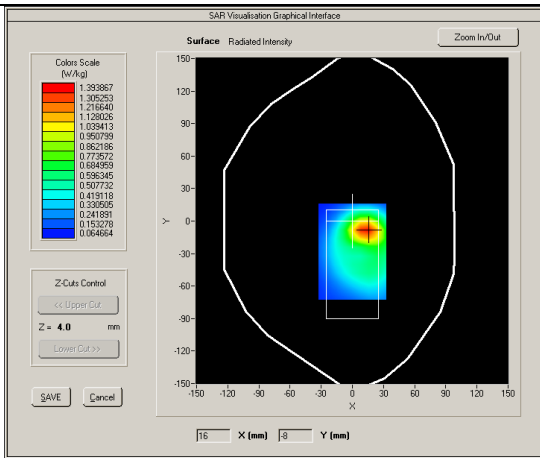 SAR Visualisation Graphical Interface
Surface Radiated Intensity
Zoom In/Out
Colors Scale
(W/kg)
1.393867
1.305253
1.216640
1.128026
1.039413
0.950799
0.862186
0.773572
0.684959
0.596345
0.507732
0.419118
0.330505
0.241891
0.153278
0.064664
Z-Cuts Control
<< Upper Cut
Z = 4.0 mm
Lower Cut >>
SAVE
Cancel
150-
120-
90-
60-
30-
0-
-30-
-60-
-90-
-120-
-150-
Y
-150 -120 -90 -60 -30 0 30 60 90 120 150
X
16 X (mm) -8 Y (mm)